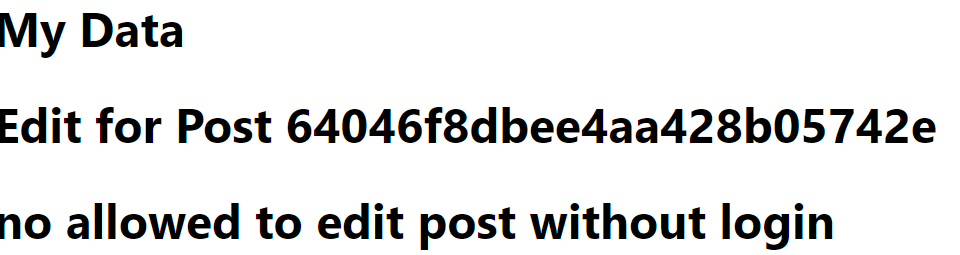 My Data
Edit for Post 64046f8dbee4aa428b05742e
no allowed to edit post without login